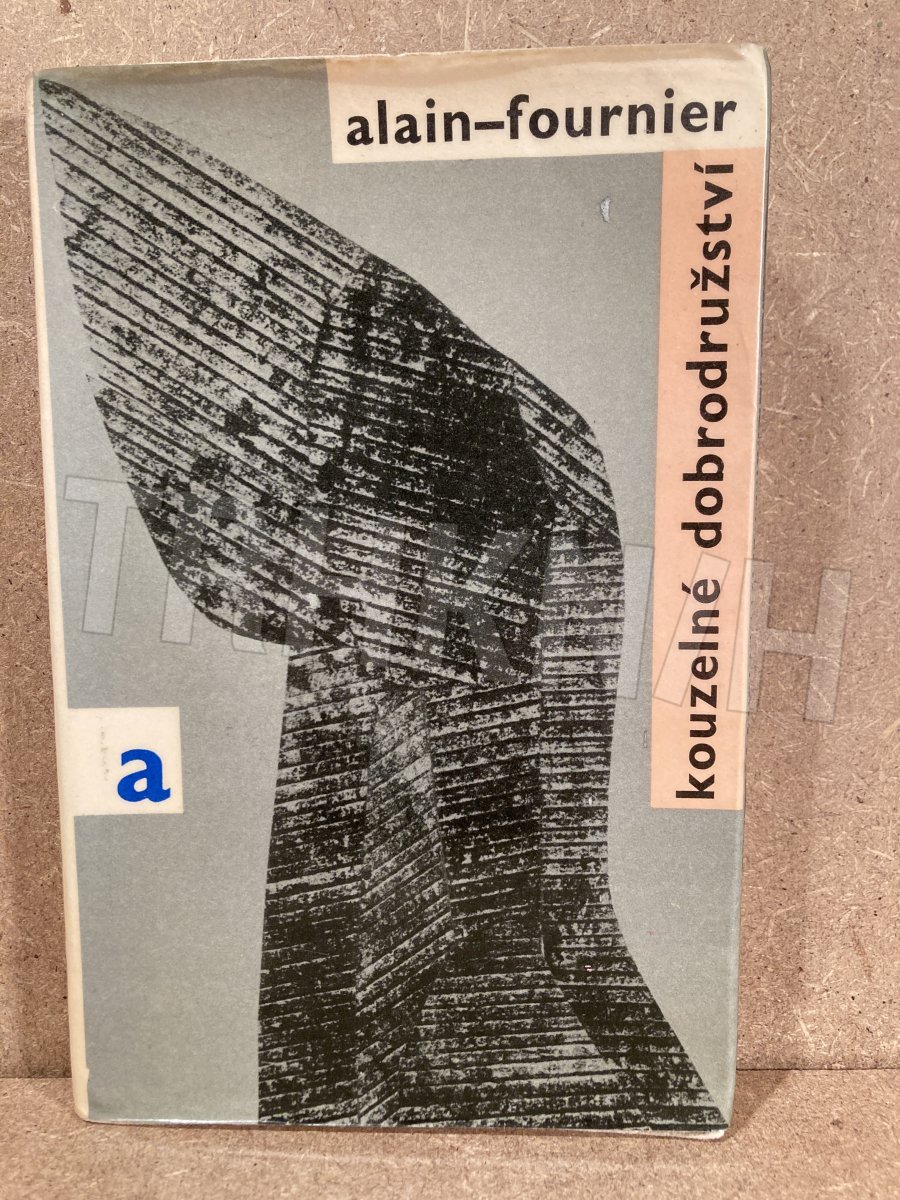 alain–fournier
kouzelné dobrodružství
a